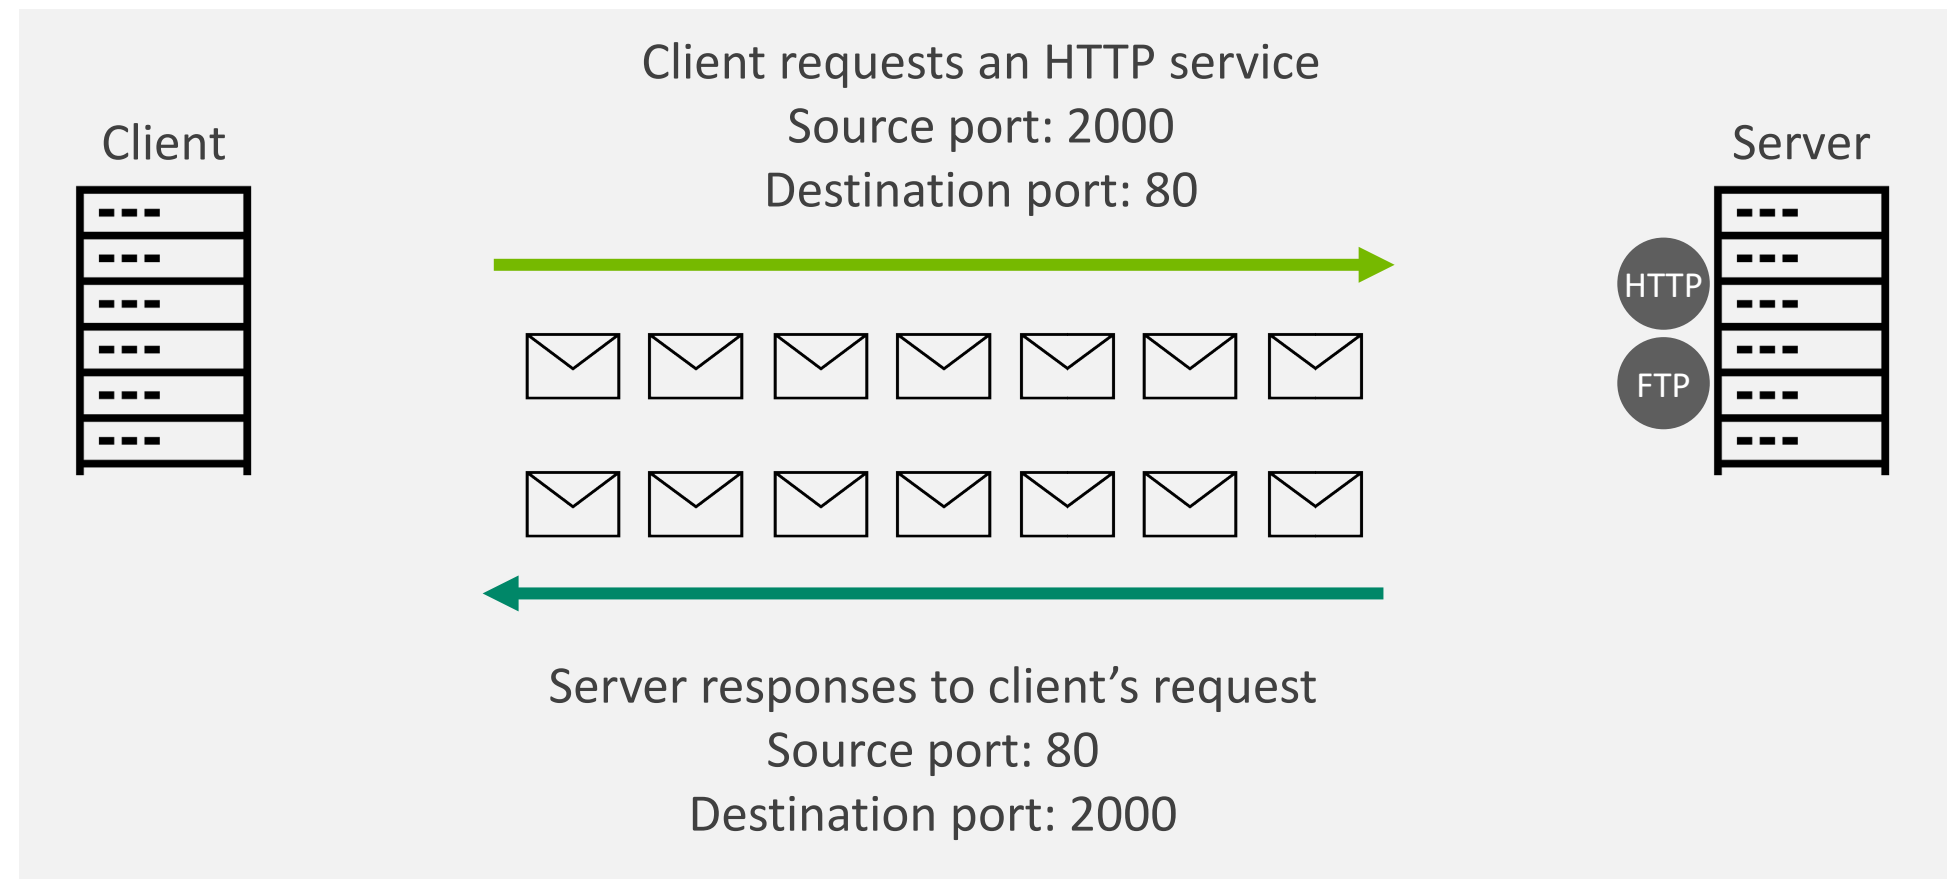 Client requests an HTTP service
Source port: 2000
Destination port: 80
Client
Server
HTTP
FTP
Server responses to client’s request
Source port: 80
Destination port: 2000